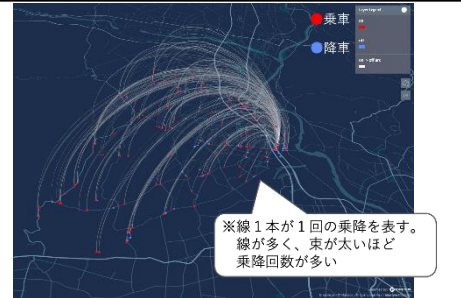 乗車
降車
※線1本が1回の乗降を表す。
線が多く、束が太いほど
乗降回数が多い